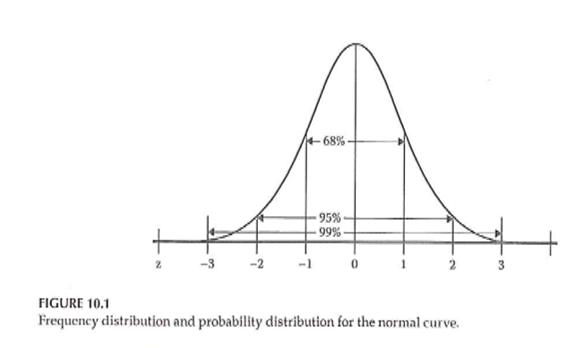 68%
95%
99%
z -3 -2 -1 0 1 2 3
FIGURE 10.1
Frequency distribution and probability distribution for the normal curve.